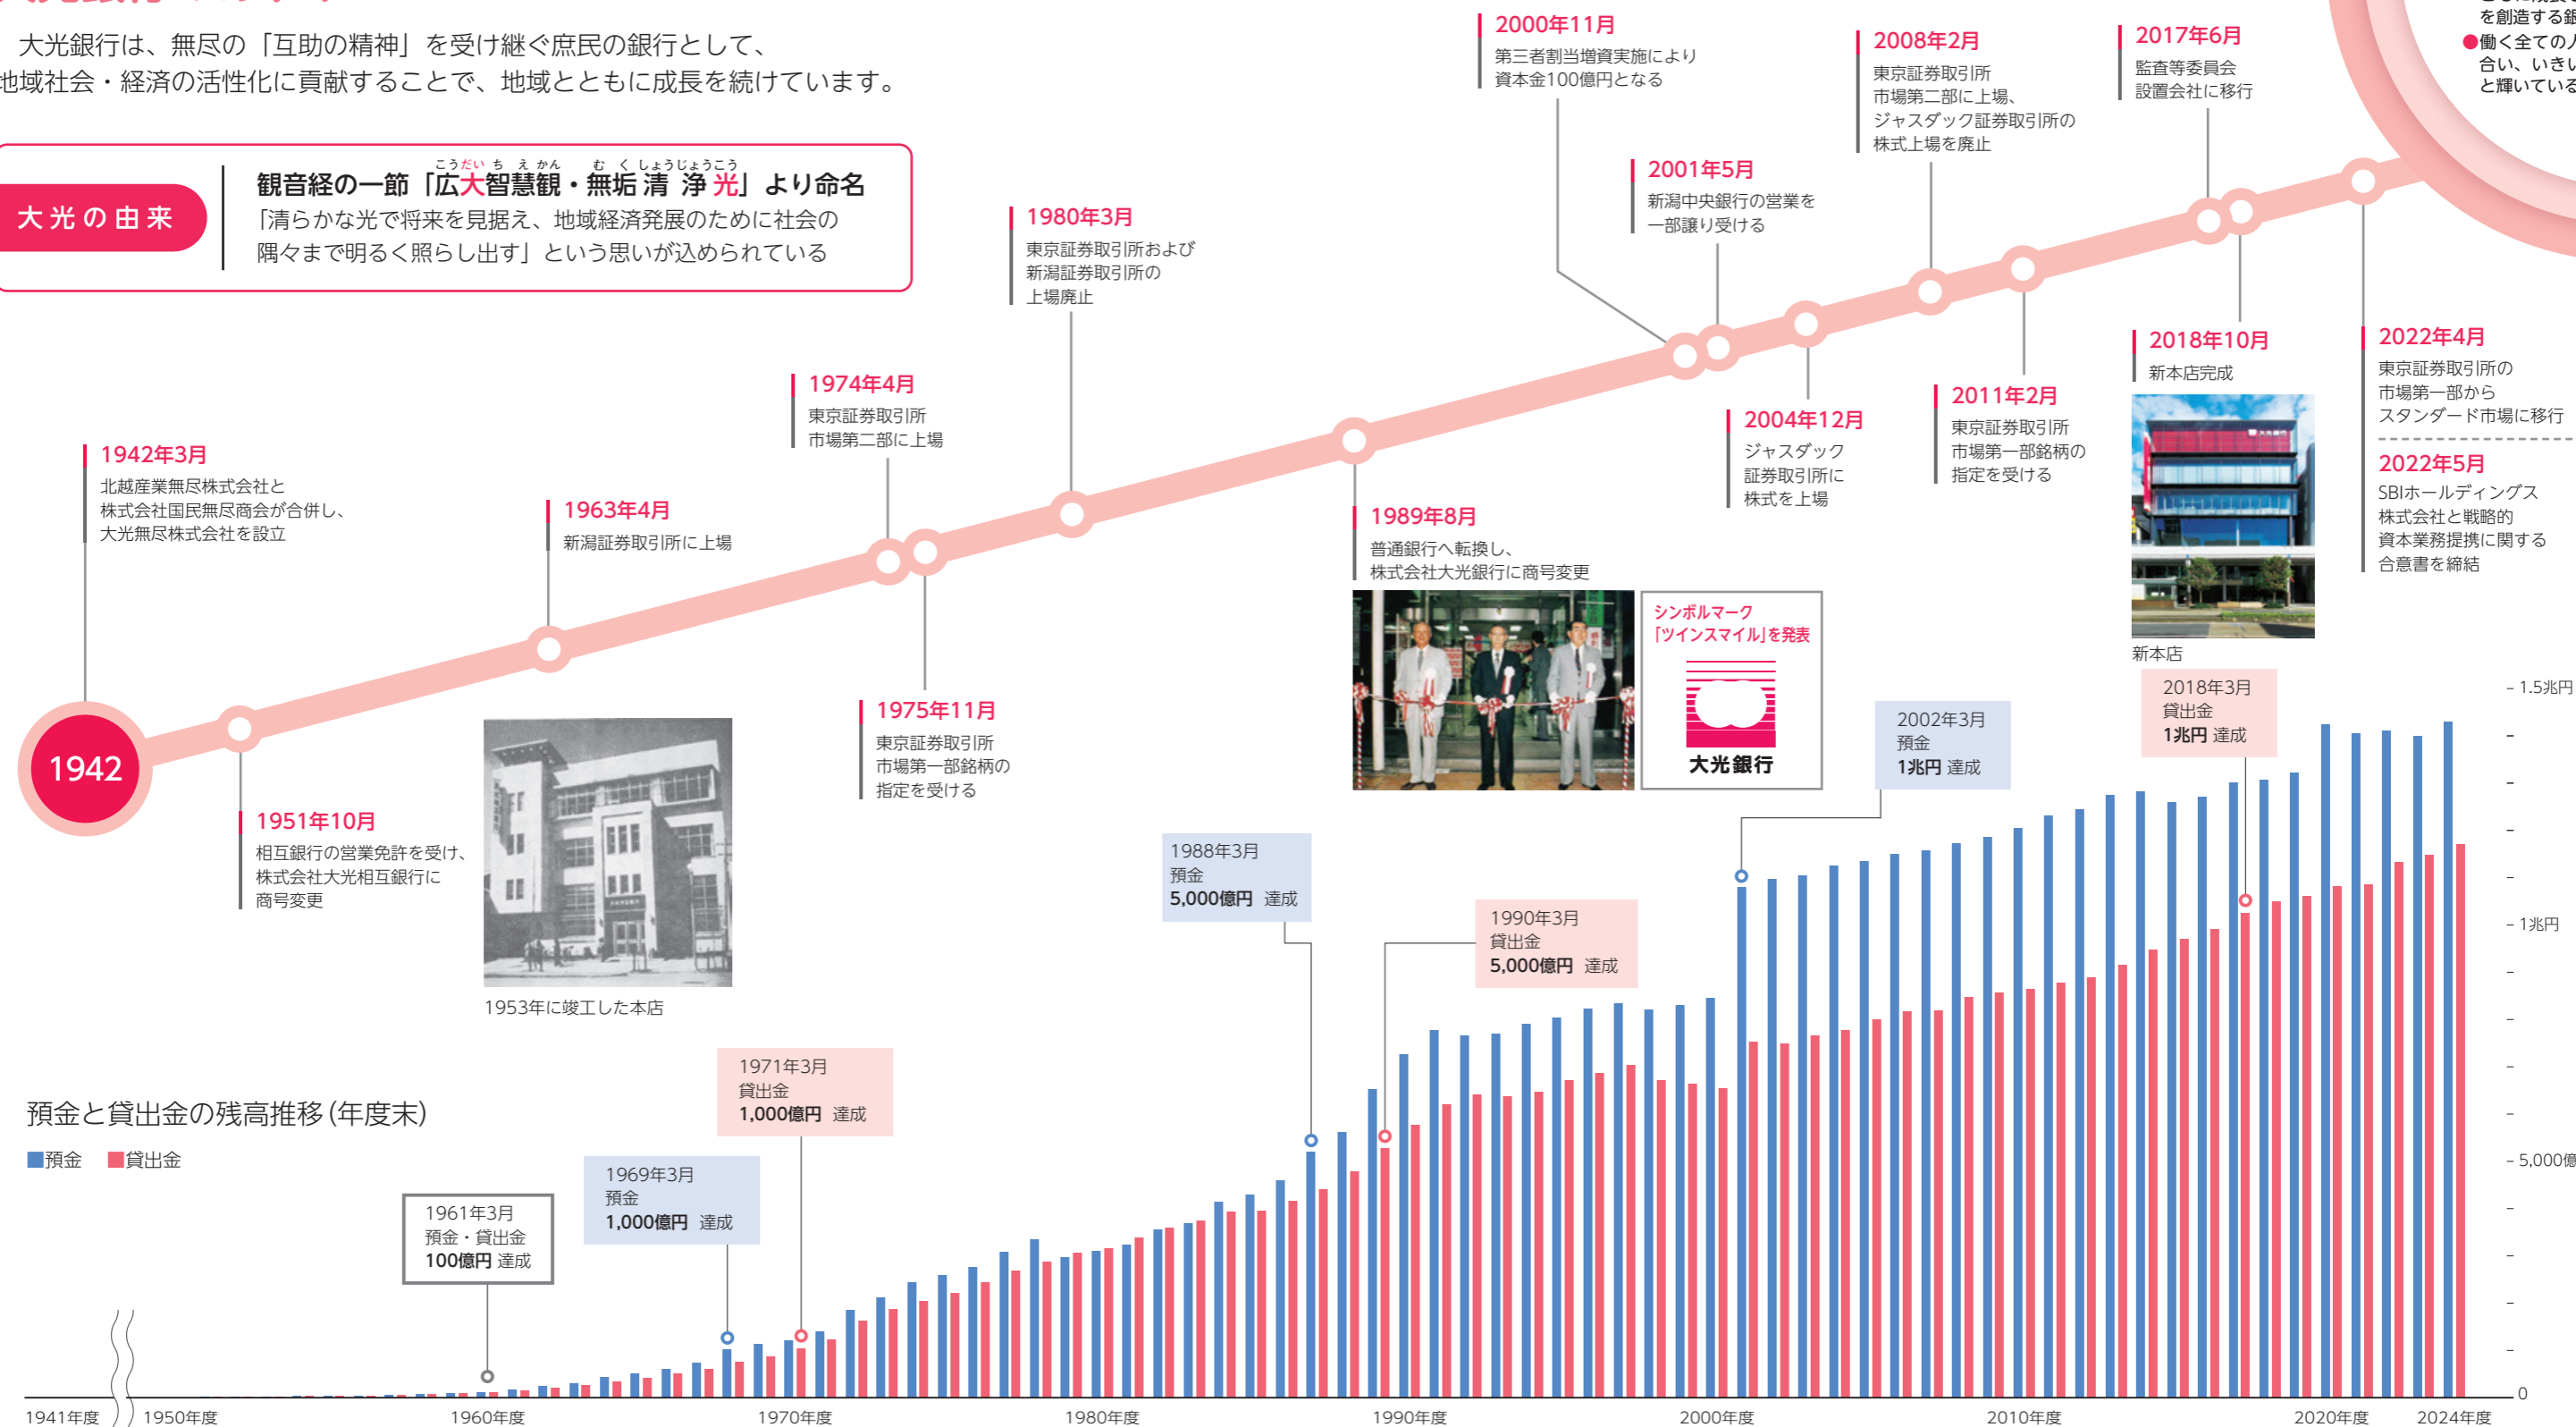 大光銀行は、無尽の「互助の精神」を受け継ぐ庶民の銀行として、
地域社会・経済の活性化に貢献することで、地域とともに成長を続けています。
大光の由来
こうだい ち え かん む く しょうじょうこう
観音経の一節「広大智慧観・無垢清浄光」より命名
「清らかな光で将来を見据え、地域経済発展のために社会の
隅々まで明るく照らし出す」という思いが込められている
1942
1942年3月
北越産業無尽株式会社と
株式会社国民無尽商会が合併し、
大光無尽株式会社を設立
1951年10月
相互銀行の営業免許を受け、
株式会社大光相互銀行に
商号変更
1953年に竣工した本店
1963年4月
新潟証券取引所に上場
1974年4月
東京証券取引所
市場第二部に上場
1975年11月
東京証券取引所
市場第一部銘柄の
指定を受ける
1980年3月
東京証券取引所および
新潟証券取引所の
上場廃止
1989年8月
普通銀行へ転換し、
株式会社大光銀行に商号変更
シンボルマーク
「ツインスマイル」を発表
大光銀行
2000年11月
第三者割当増資実施により
資本金100億円となる
2001年5月
新潟中央銀行の営業を
一部譲り受ける
2004年12月
ジャスダック
証券取引所に
株式を上場
2008年2月
東京証券取引所
市場第二部に上場、
ジャスダック証券取引所の
株式上場を廃止
2011年2月
東京証券取引所
市場第一部銘柄の
指定を受ける
2017年6月
監査等委員会
設置会社に移行
2018年10月
新本店完成
大光銀行
新本店
2022年4月
東京証券取引所の
市場第一部から
スタンダード市場に移行
2022年5月
SBIホールディングス
株式会社と戦略的
資本業務提携に関する
合意書を締結
を創造する銀
●働く全ての人
合い、いきい
と輝いている
預金と貸出金の残高推移(年度末)
■預金 ■貸出金
1961年3月
預金・貸出金
100億円 達成
1969年3月
預金
1,000億円 達成
1971年3月
貸出金
1,000億円 達成
1988年3月
預金
5,000億円 達成
1990年3月
貸出金
5,000億円 達成
2002年3月
預金
1兆円 達成
2018年3月
貸出金
1兆円 達成
1.5兆円
1兆円
5,000億
0
1941年度 1950年度 1960年度 1970年度 1980年度 1990年度 2000年度 2010年度 2020年度 2024年度